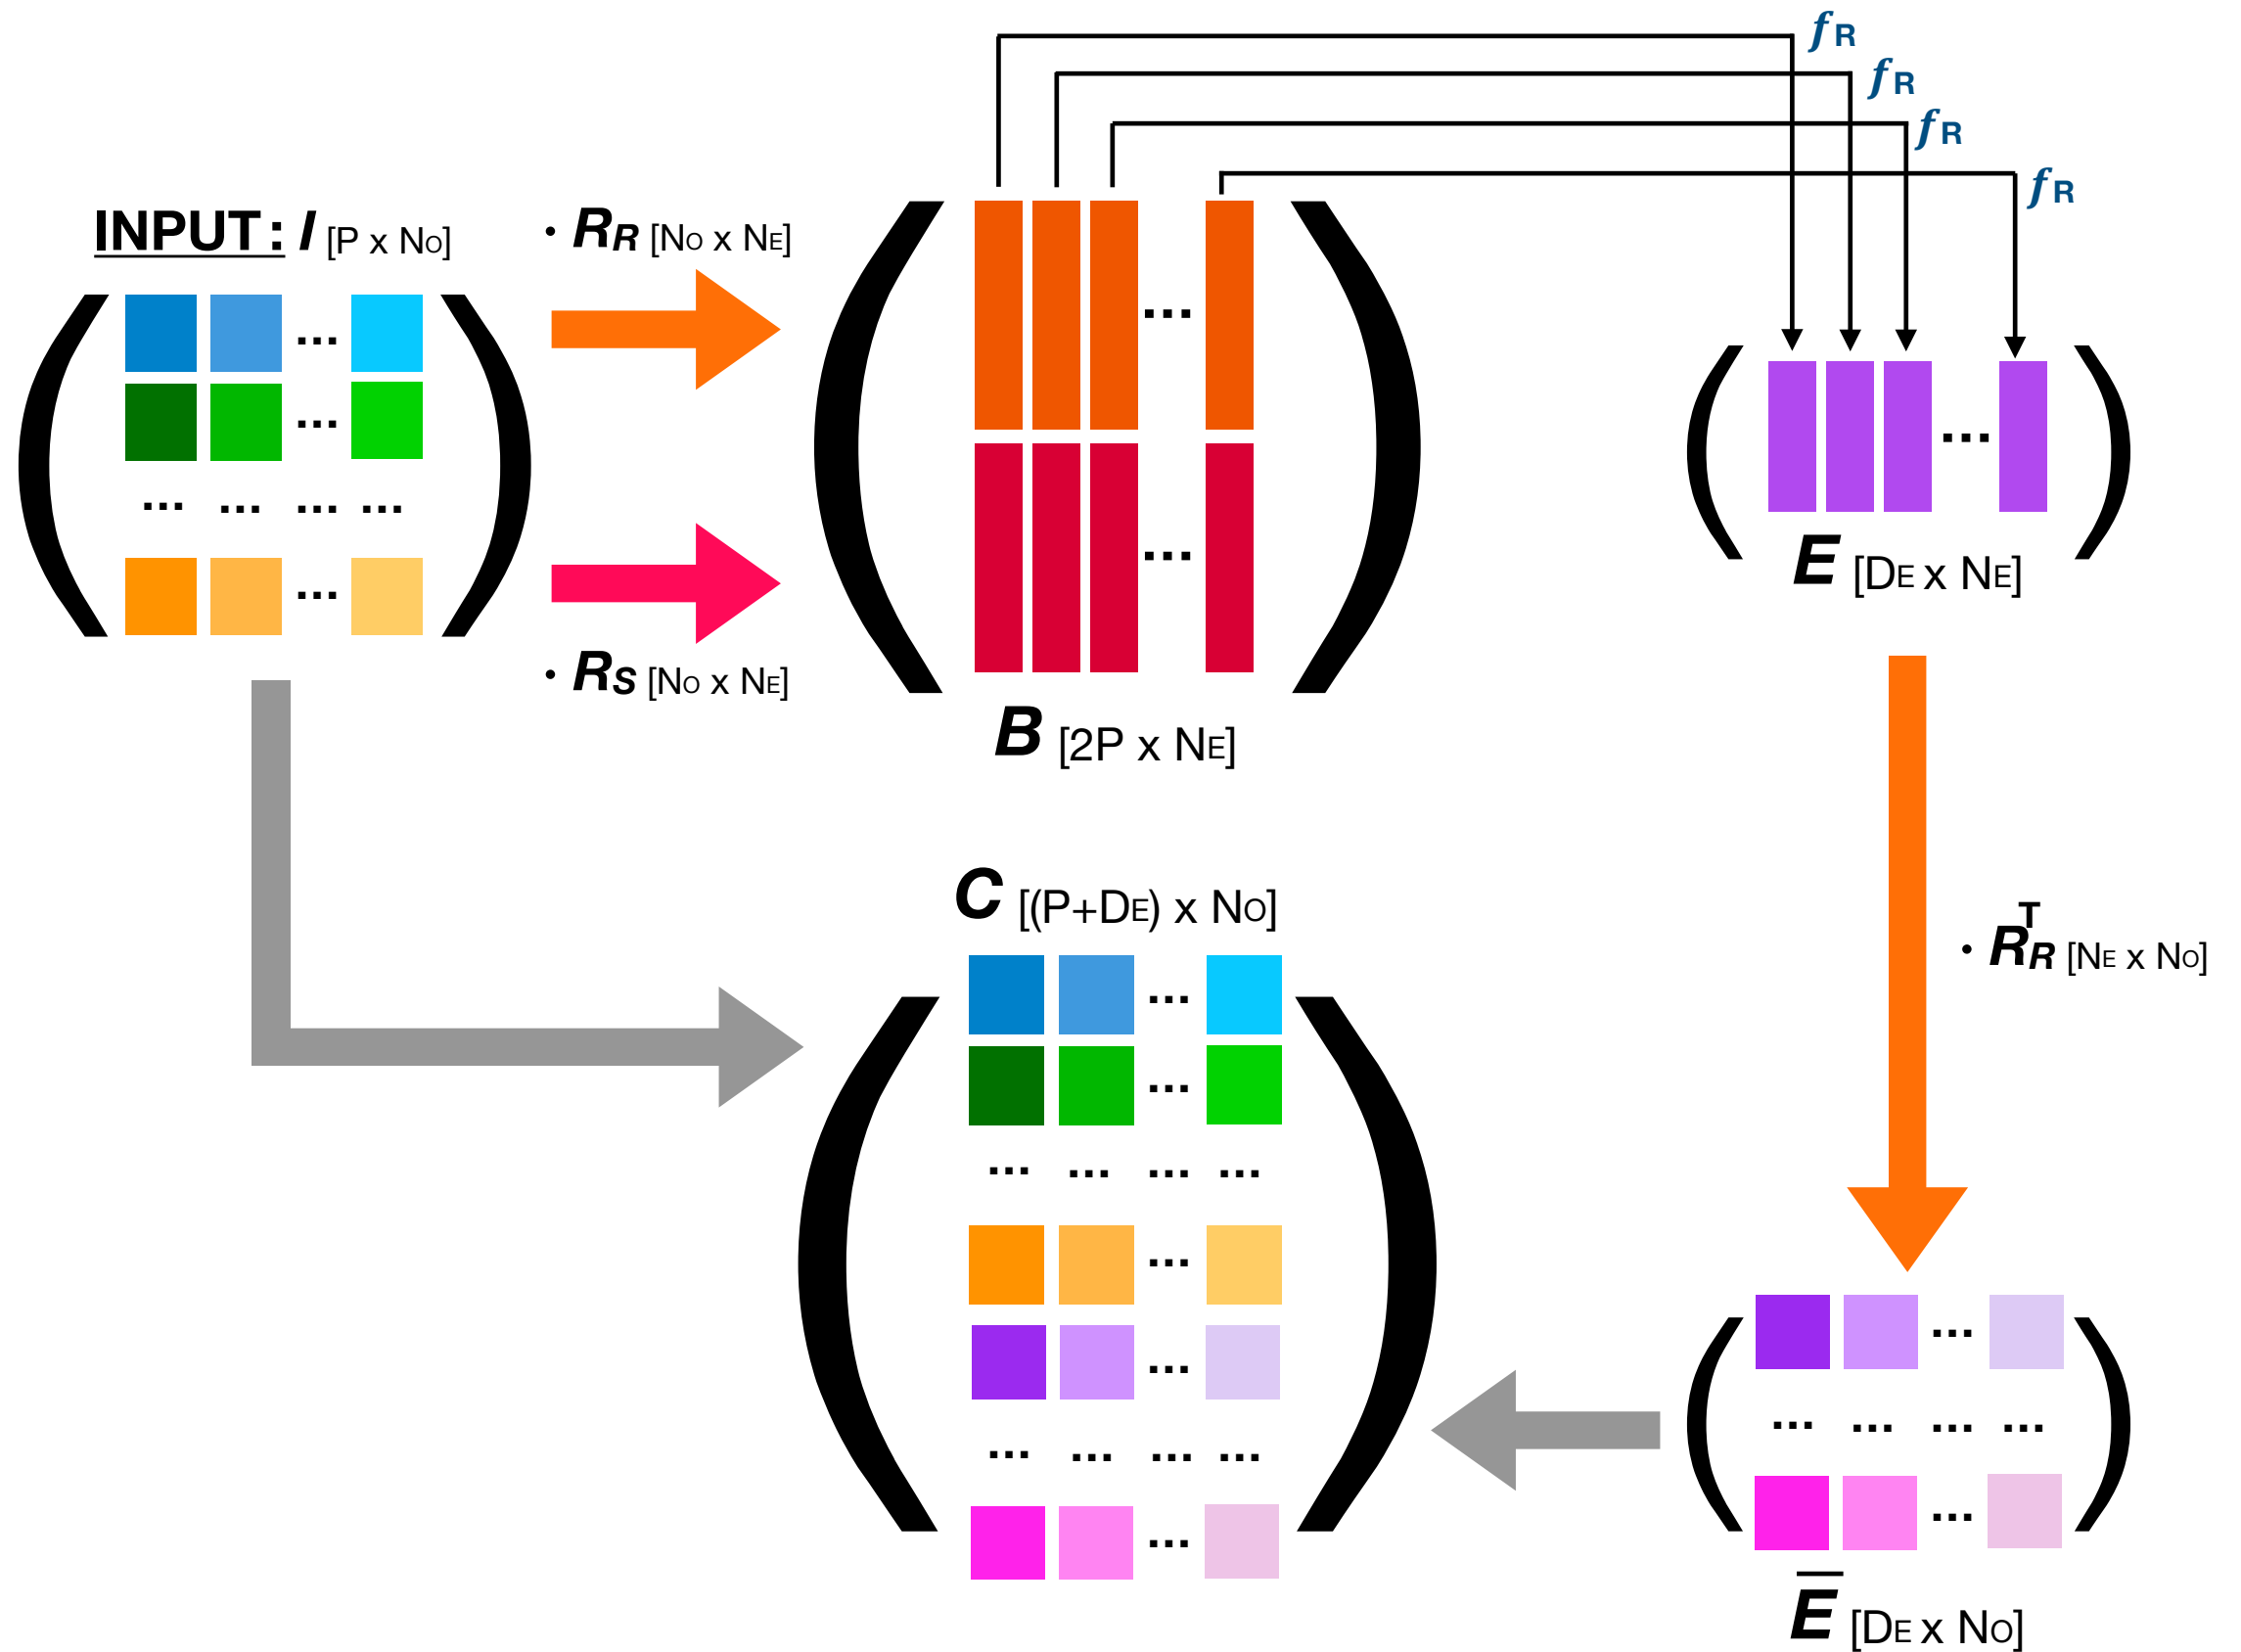 fR
fR
fR
fR
INPUT: I [P x NO]
• RR [NO x NE]
... ...
... ...
... ... ... ...
...
• RS [NO x NE]
...
...
B [2P x NE]
...
E [DE x NE]
• RR^T [NE x NO]
C [(P+DE) x NO]
...
...
... ... ... ...
...
...
... ... ... ...
...
...
... ... ... ...
...
E̅ [DE x NO]